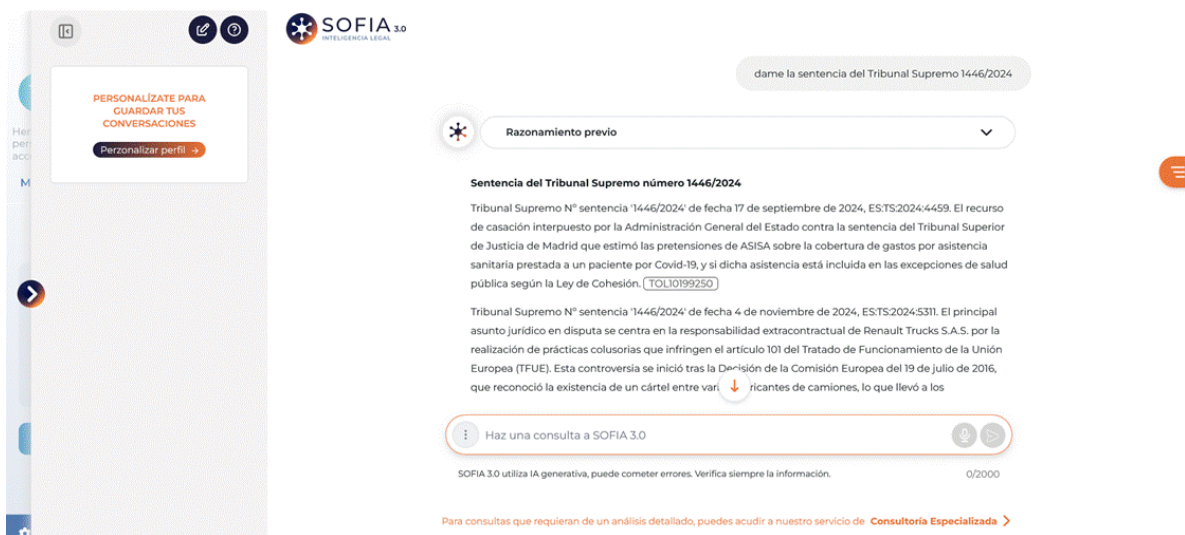 SOFIA 3.0
INTELIGENCIA LEGAL
dame la sentencia del Tribunal Supremo 1446/2024
PERSONALÍZATE PARA
GUARDAR TUS
CONVERSACIONES
Perzonalizar perfil →
Her
per
acc
M
Razonamiento previo
Sentencia del Tribunal Supremo número 1446/2024
Tribunal Supremo Nº sentencia '1446/2024' de fecha 17 de septiembre de 2024, ES:TS:2024:4459. El recurso
de casación interpuesto por la Administración General del Estado contra la sentencia del Tribunal Superior
de Justicia de Madrid que estimó las pretensiones de ASISA sobre la cobertura de gastos por asistencia
sanitaria prestada a un paciente por Covid-19, y si dicha asistencia está incluida en las excepciones de salud
pública según la Ley de Cohesión. TOL10199250
Tribunal Supremo Nº sentencia '1446/2024' de fecha 4 de noviembre de 2024, ES:TS:2024:5311. El principal
asunto jurídico en disputa se centra en la responsabilidad extracontractual de Renault Trucks S.A.S. por la
realización de prácticas colusorias que infringen el artículo 101 del Tratado de Funcionamiento de la Unión
Europea (TFUE). Esta controversia se inició tras la Decisión de la Comisión Europea del 19 de julio de 2016,
que reconoció la existencia de un cártel entre var ricantes de camiones, lo que llevó a los
Haz una consulta a SOFIA 3.0
SOFIA 3.0 utiliza IA generativa, puede cometer errores. Verifica siempre la información.
0/2000
Para consultas que requieran de un análisis detallado, puedes acudir a nuestro servicio de Consultoría Especializada